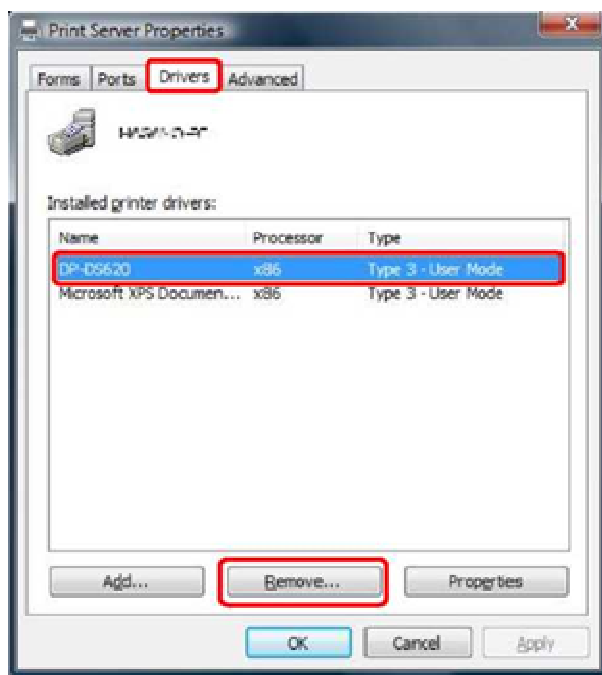 Print Server Properties
Forms Ports Drivers Advanced
Installed printer drivers:
Name Processor Type
DP-DS620 x86 Type 3 - User Mode
Microsoft XPS Documen... x86 Type 3 - User Mode
Add... Remove... Properties
OK Cancel Apply